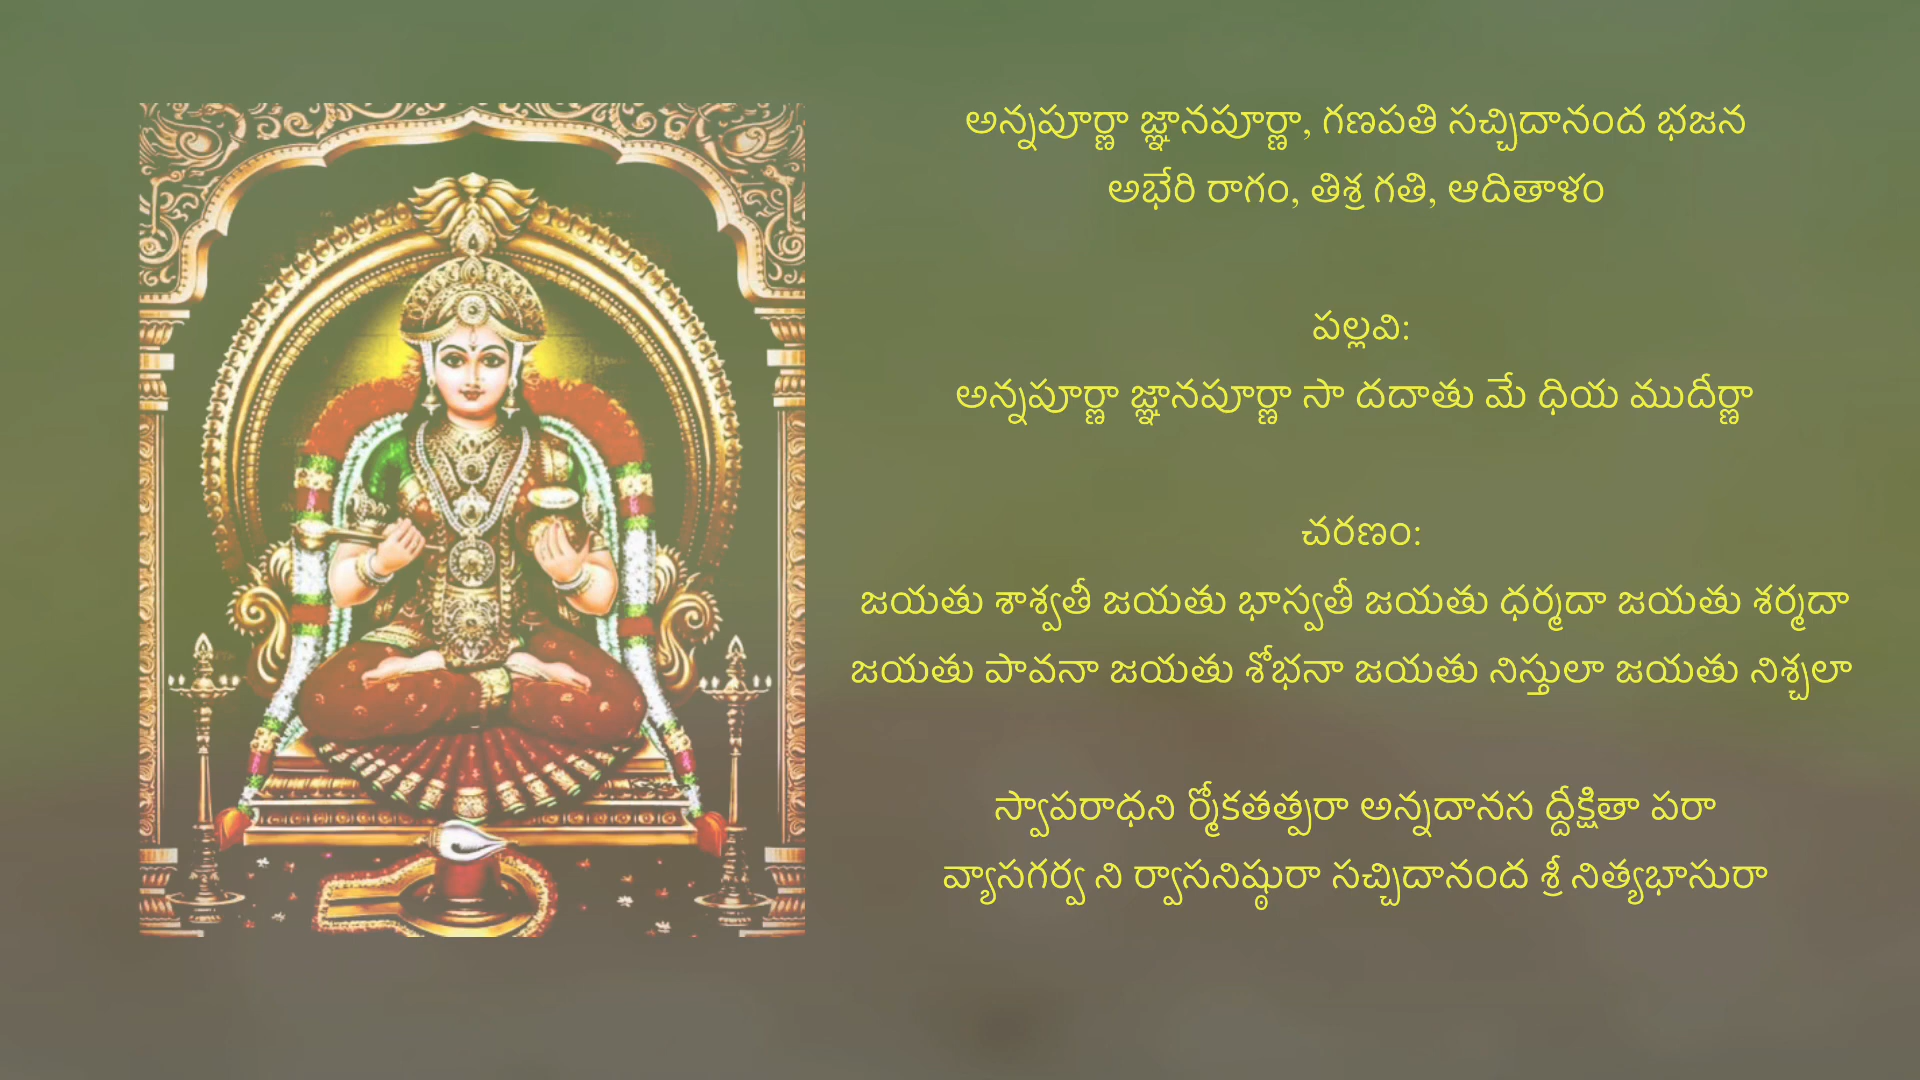 అన్నపూర్ణా జ్ఞానపూర్ణా, గణపతి సచ్చిదానంద భజన
అభేరి రాగం, తిశ్ర గతి, ఆదితాళం
పల్లవి:
అన్నపూర్ణా జ్ఞానపూర్ణా సా దదాతు మే ధియ ముదీర్ణా
చరణం:
జయతు శాశ్వతీ జయతు భాస్వతీ జయతు ధర్మదా జయతు శర్మదా
జయతు పావనా జయతు శోభనా జయతు నిస్తులా జయతు నిశ్చలా
స్వాపరాధని ర్మోకతత్పరా అన్నదానస ద్దీక్షితా పరా
వ్యాసగర్వ ని ర్వాసనిష్ఠురా సచ్చిదానంద శ్రీ నిత్యభాసురా